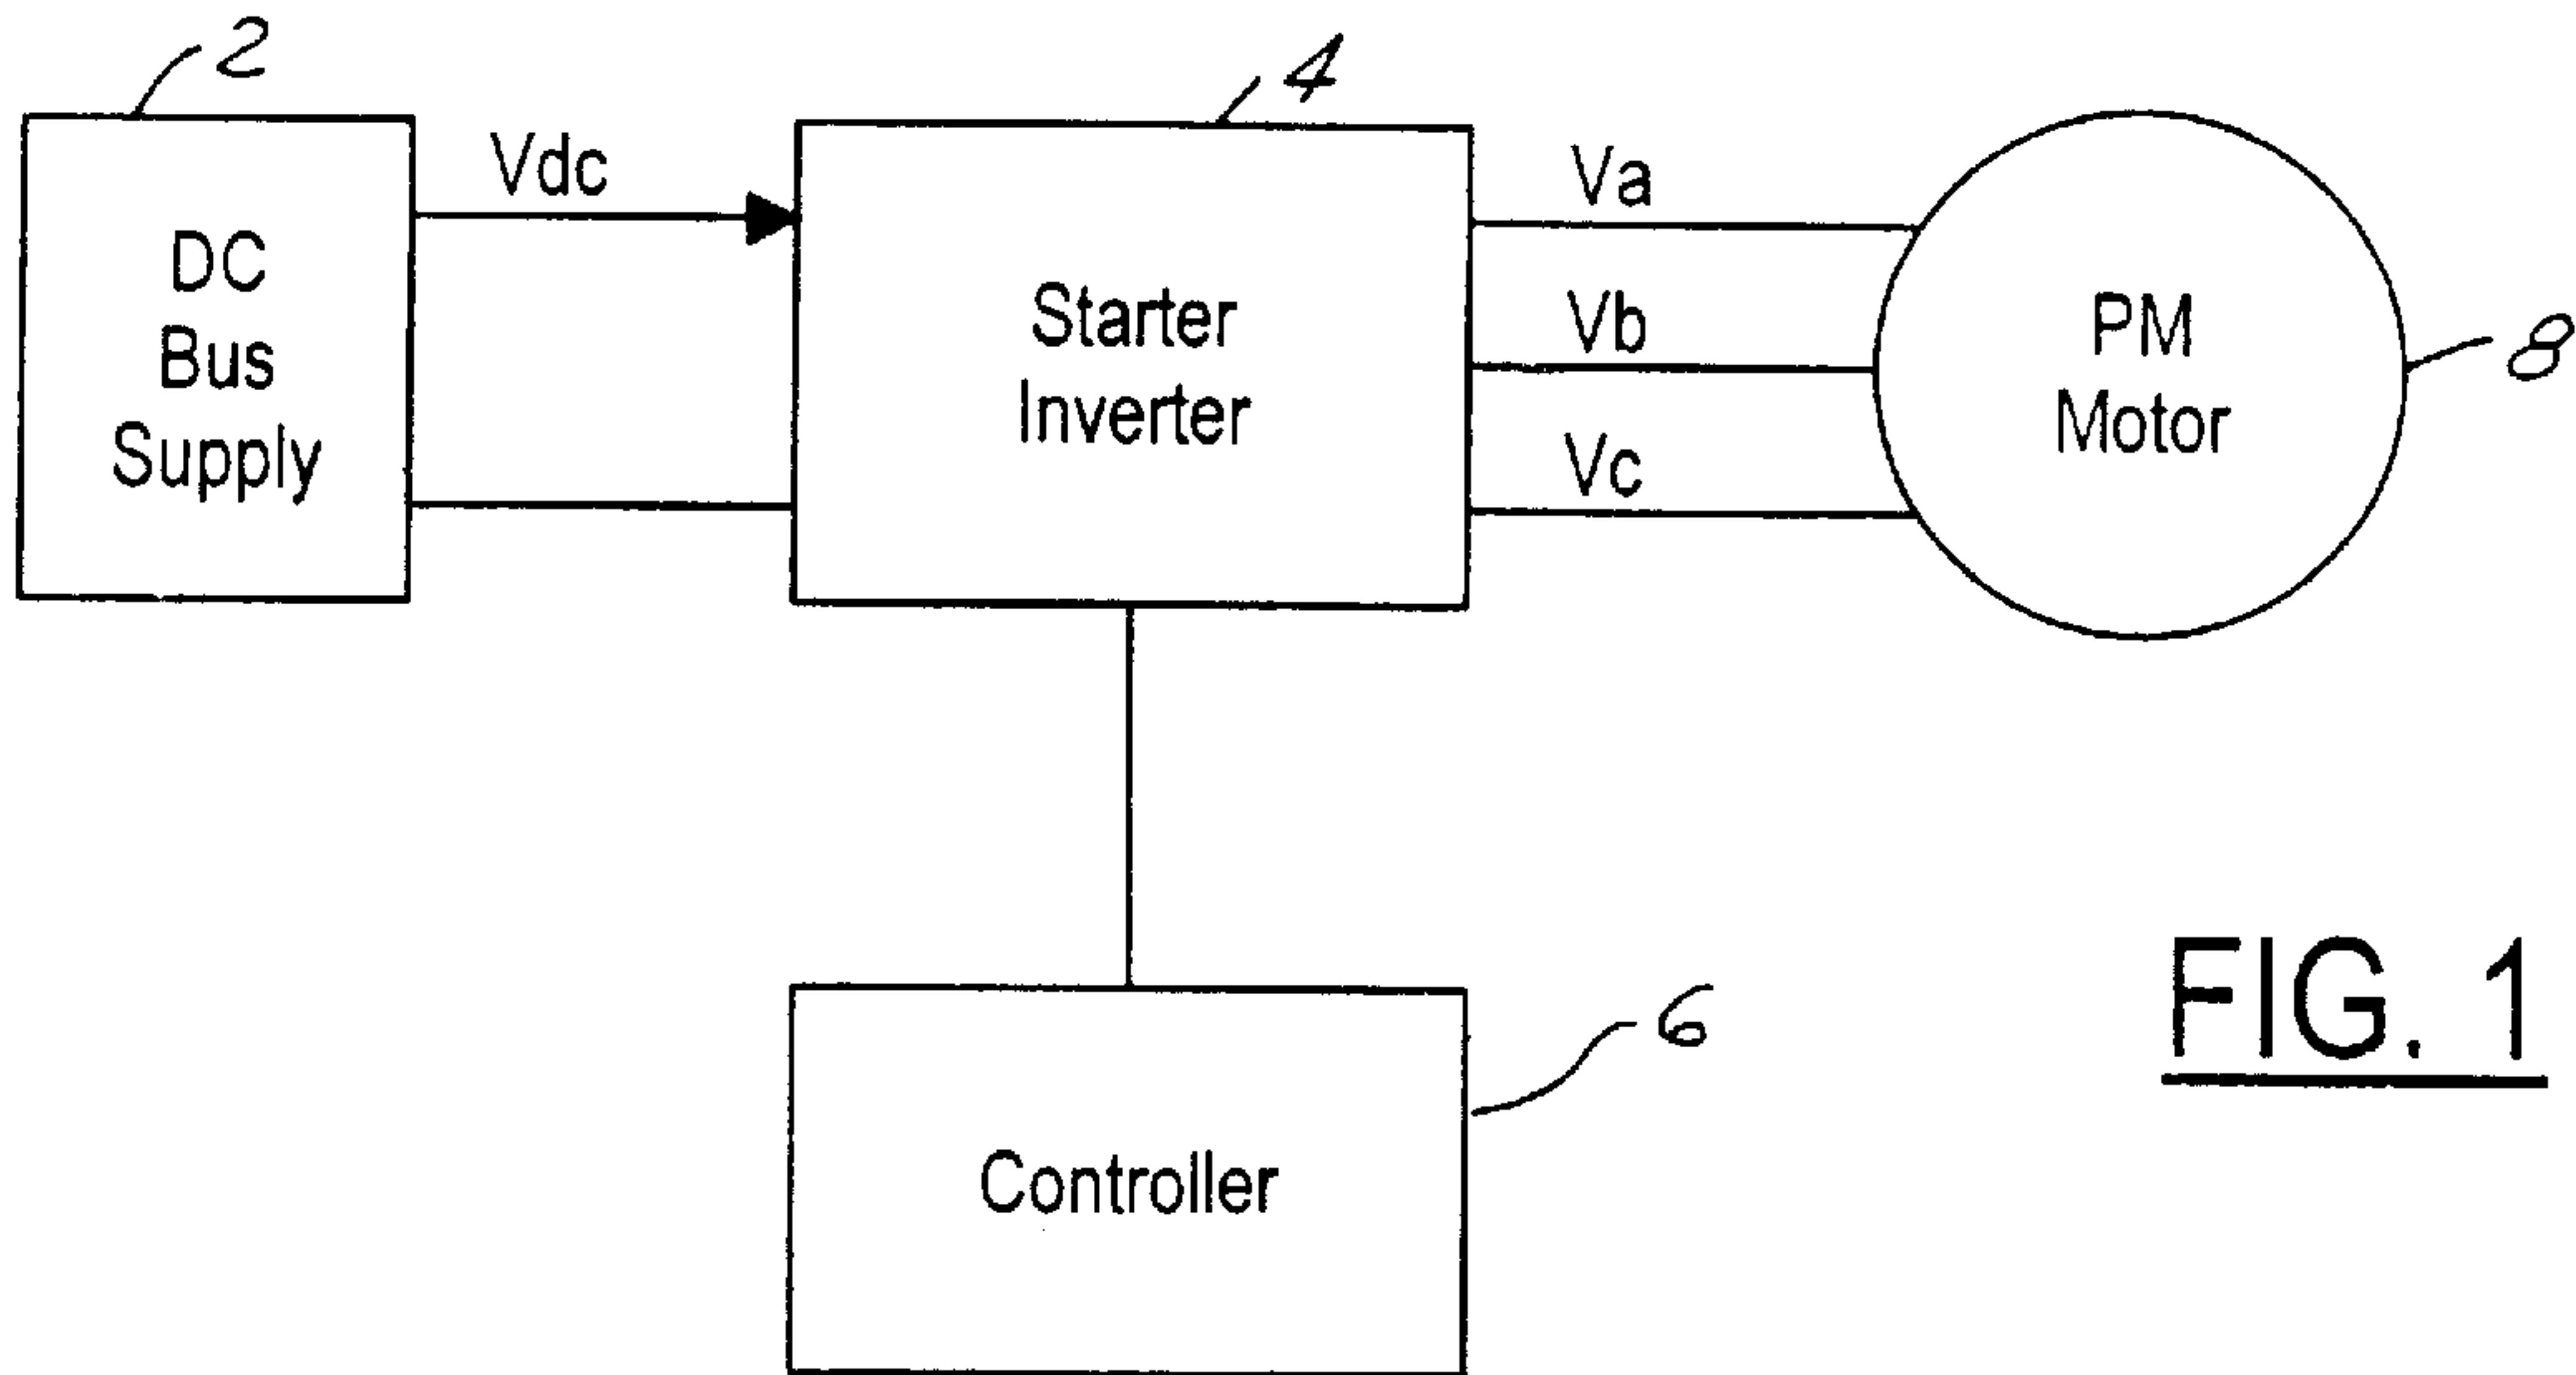 2
4
Vdc
Va
DC
Bus
Supply
Starter
Inverter
Vb
PM
Motor
8
Vc
6
Controller
FIG. 1